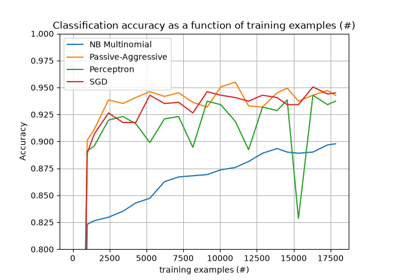 Classification accuracy as a function of training examples (#)
1.000
0.975
0.950
0.925
0.900
0.875
0.850
0.825
0.800
Accuracy
NB Multinomial
Passive-Aggressive
Perceptron
SGD
0 2500 5000 7500 10000 12500 15000 17500
training examples (#)